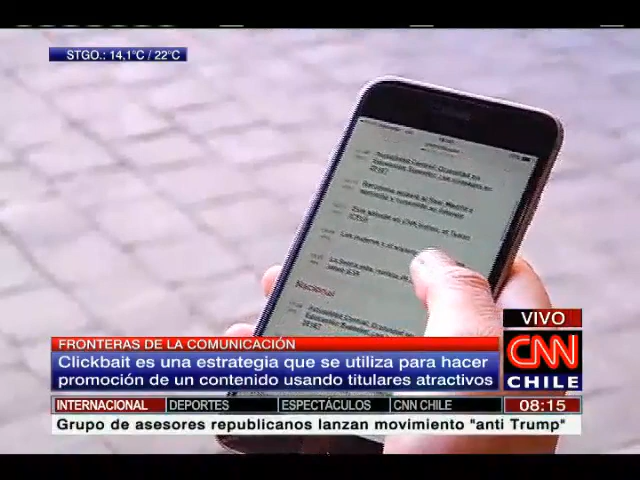 STGO.: 14,1°C / 22°C
Nacional
VIVO
FRONTERAS DE LA COMUNICACIÓN
CNN
Clickbait es una estrategia que se utiliza para hacer
promoción de un contenido usando titulares atractivos
CHILE
INTERNACIONAL DEPORTES ESPECTÁCULOS CNN CHILE 08:15
Grupo de asesores republicanos lanzan movimiento "anti Trump"